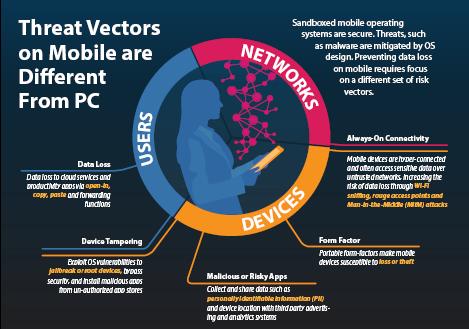 Threat Vectors
on Mobile are
Different
From PC
Sandboxed mobile operating
systems are secure. Threats, such
as malware are mitigated by OS
design. Preventing data loss
on mobile requires focus
on a different set of risk
vectors.
NETWORKS
USERS
DEVICES
Always-On Connectivity
Mobile devices are hyper-connected
and often access sensitive data over
untrusted networks. Increasing the
risk of data loss through Wi-Fi
sniffing, rouge access points and
Man-in-the-Middle (MitM) attacks
Data Loss
Data loss to cloud services and
productivity apps via open-in,
copy, paste and forwarding
functions
Device Tampering
Exploit OS vulnerabilities to
jailbreak or root devices, bypass
security, and install malicious apps
from un-authorized app stores
Form Factor
Portable form-factors make mobile
devices susceptible to loss or theft
Malicious or Risky Apps
Collect and share data such as
personally identifiable information (PII)
and device location with third party advertis-
ing and analytics systems